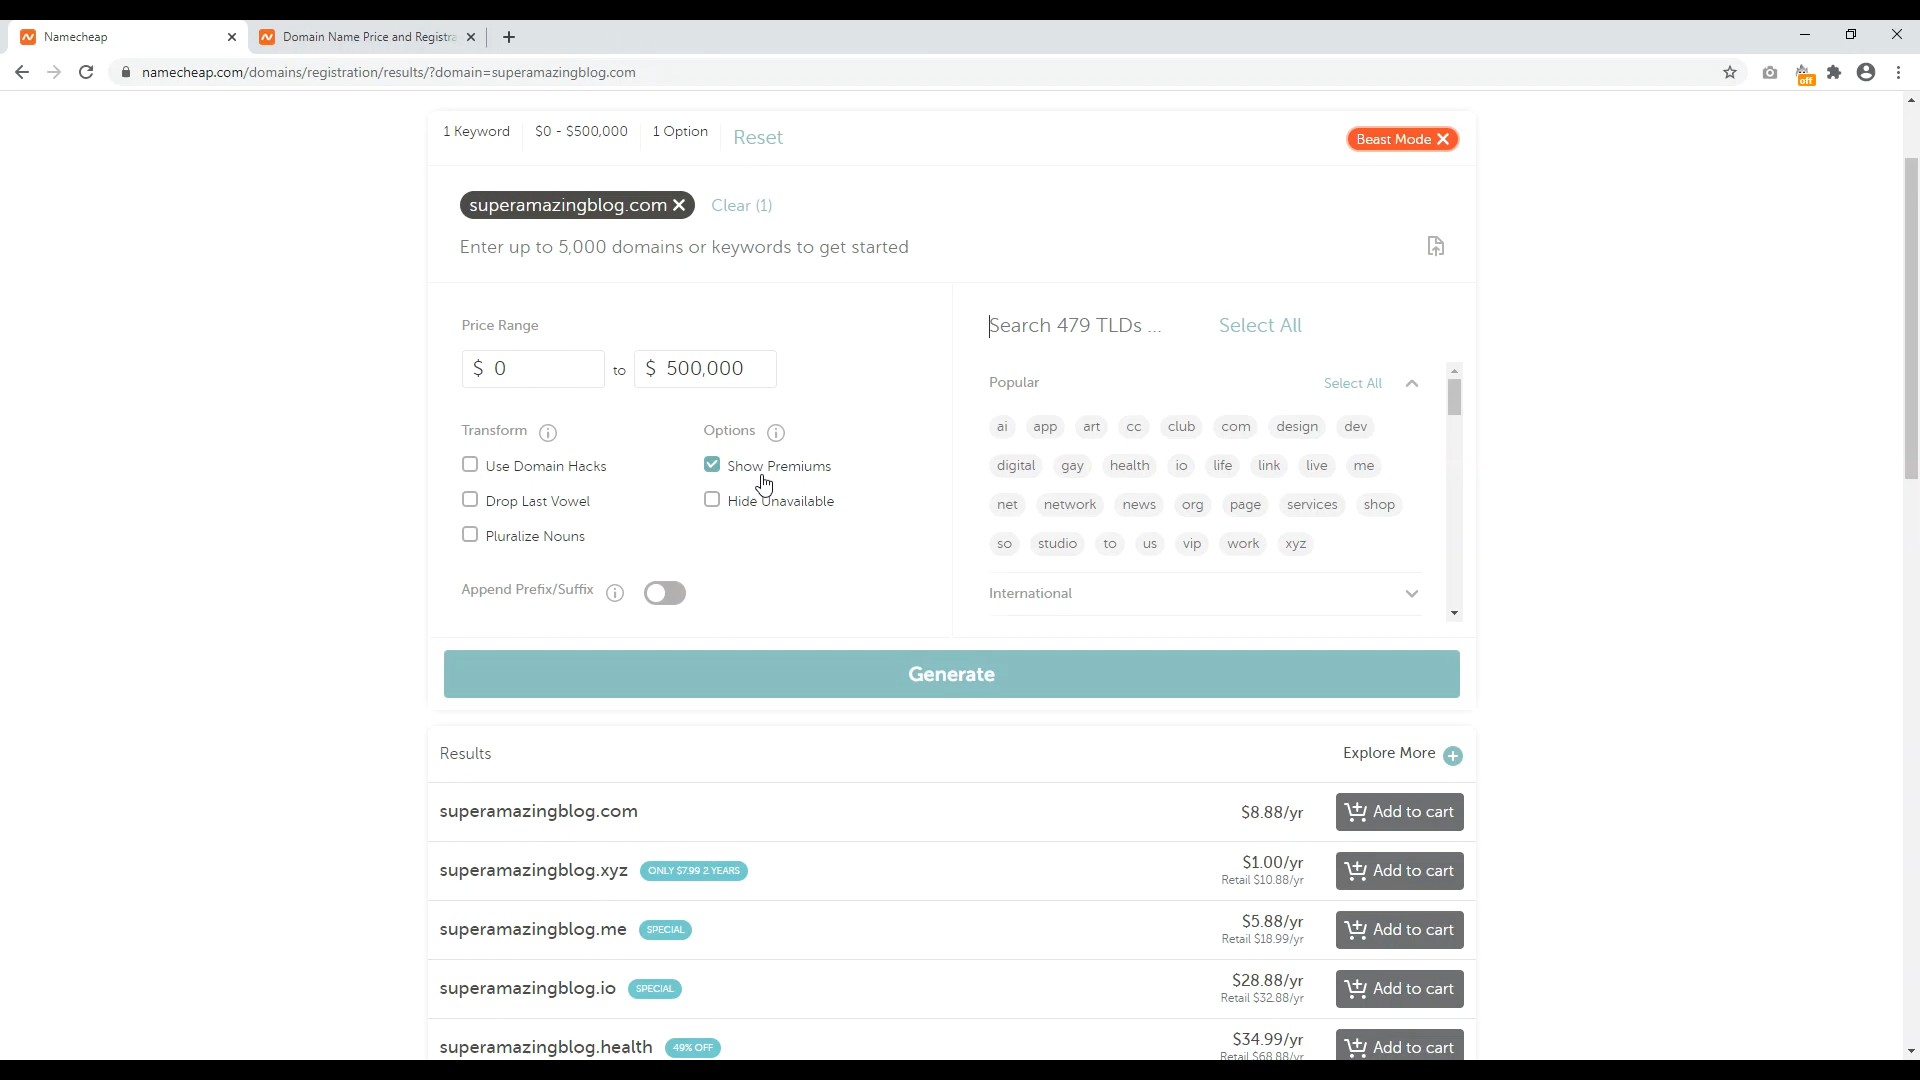 Namecheap
Domain Name Price and Registra
namecheap.com/domains/registration/results/?domain=superamazingblog.com
off
1 Keyword $0 - $500,000 1 Option Reset
Beast Mode
superamazingblog.com Clear (1)
Enter up to 5,000 domains or keywords to get started
Price Range
$ 0 to $ 500,000
Transform
Use Domain Hacks
Drop Last Vowel
Pluralize Nouns
Options
Show Premiums
Hide Unavailable
Append Prefix/Suffix
Search 479 TLDs ... Select All
Popular Select All
ai app art cc club com design dev
digital gay health io life link live me
net network news org page services shop
so studio to us vip work xyz
International
Generate
Results Explore More
superamazingblog.com $8.88/yr Add to cart
superamazingblog.xyz ONLY $7.99 2 YEARS $1.00/yr Add to cart
Retail $10.88/yr
superamazingblog.me SPECIAL $5.88/yr Add to cart
Retail $18.99/yr
superamazingblog.io SPECIAL $28.88/yr Add to cart
Retail $32.88/yr
superamazingblog.health 49% OFF $34.99/yr Add to cart
Retail $68.88/yr